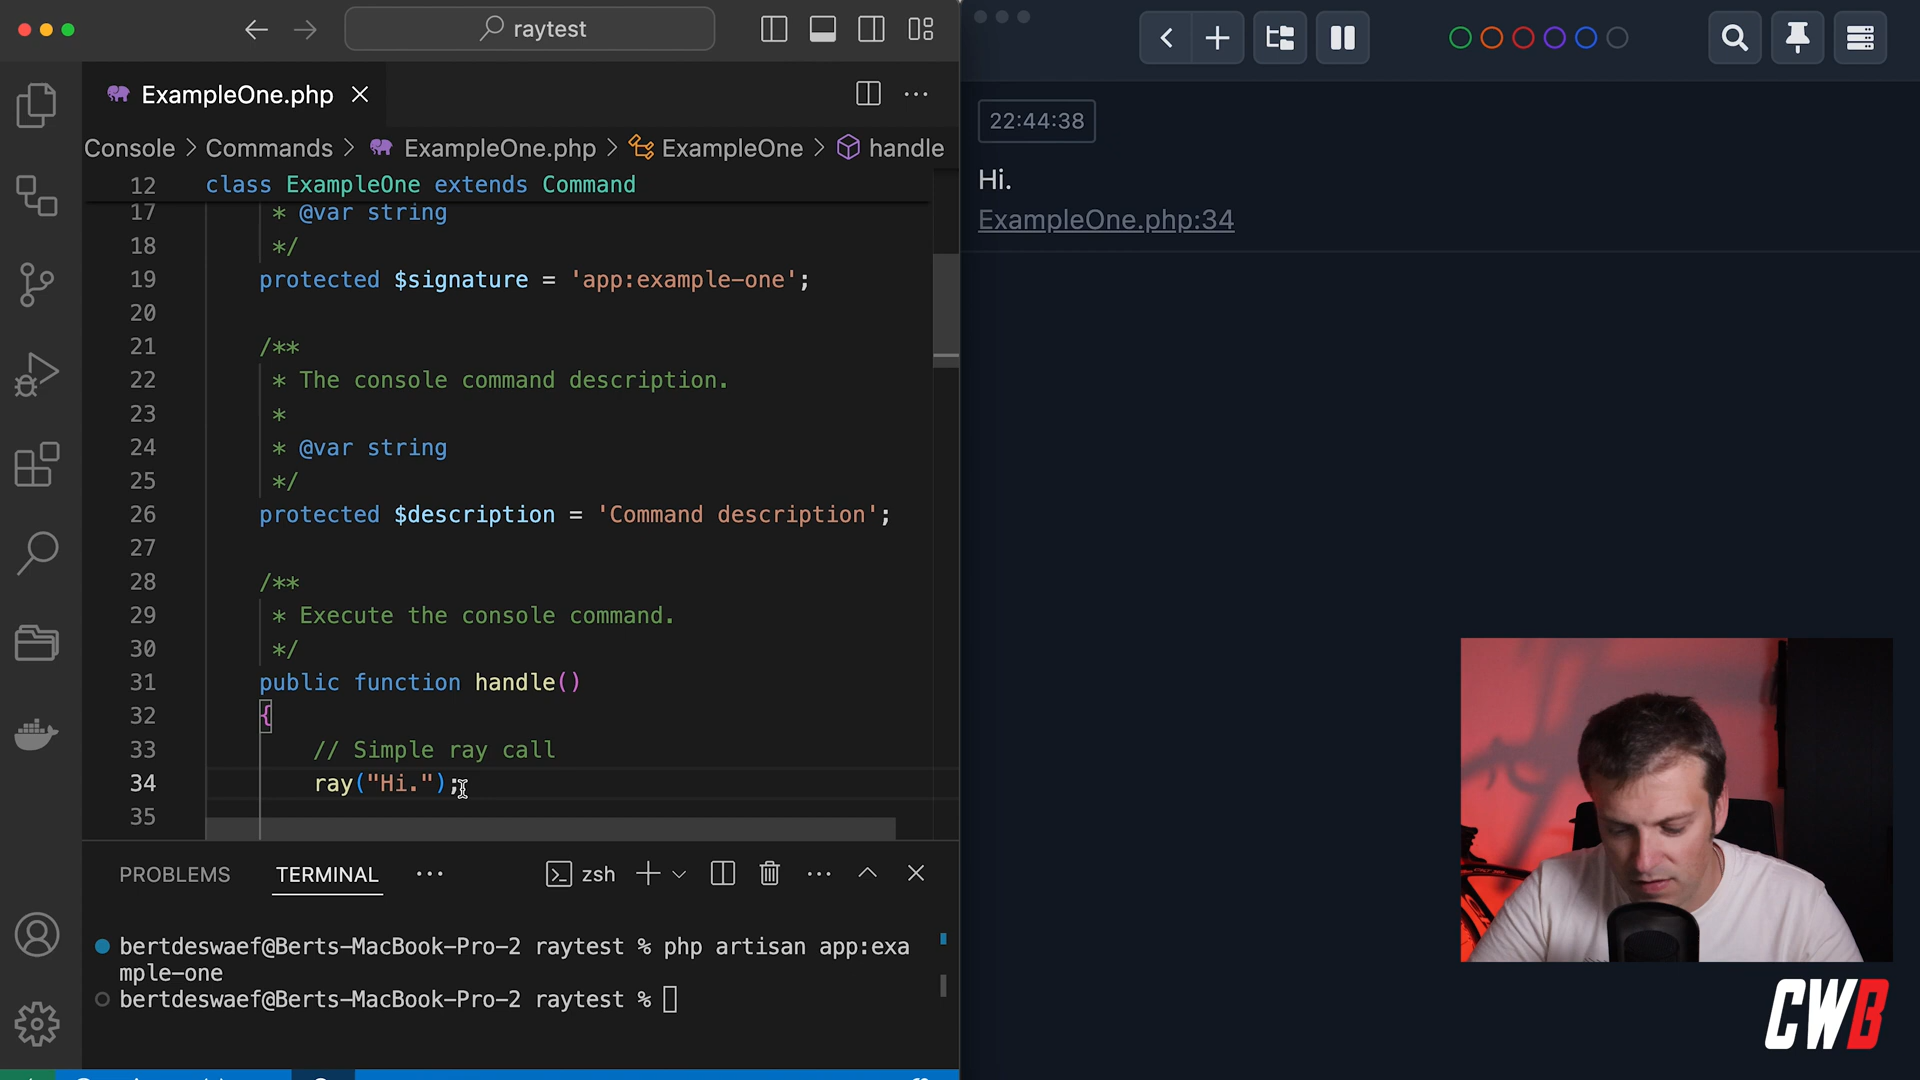 raytest
ExampleOne.php
Console > Commands > ExampleOne.php > ExampleOne > handle
12 class ExampleOne extends Command
17 * @var string
18 */
19 protected $signature = 'app:example-one';
20
21 /**
22 * The console command description.
23 *
24 * @var string
25 */
26 protected $description = 'Command description';
27
28 /**
29 * Execute the console command.
30 */
31 public function handle()
32 {
33 // Simple ray call
34 ray("Hi.");
35
PROBLEMS TERMINAL ··· zsh
bertdeswaef@Berts-MacBook-Pro-2 raytest % php artisan app:exa
mple-one
bertdeswaef@Berts-MacBook-Pro-2 raytest %
22:44:38
Hi.
ExampleOne.php:34
CWB